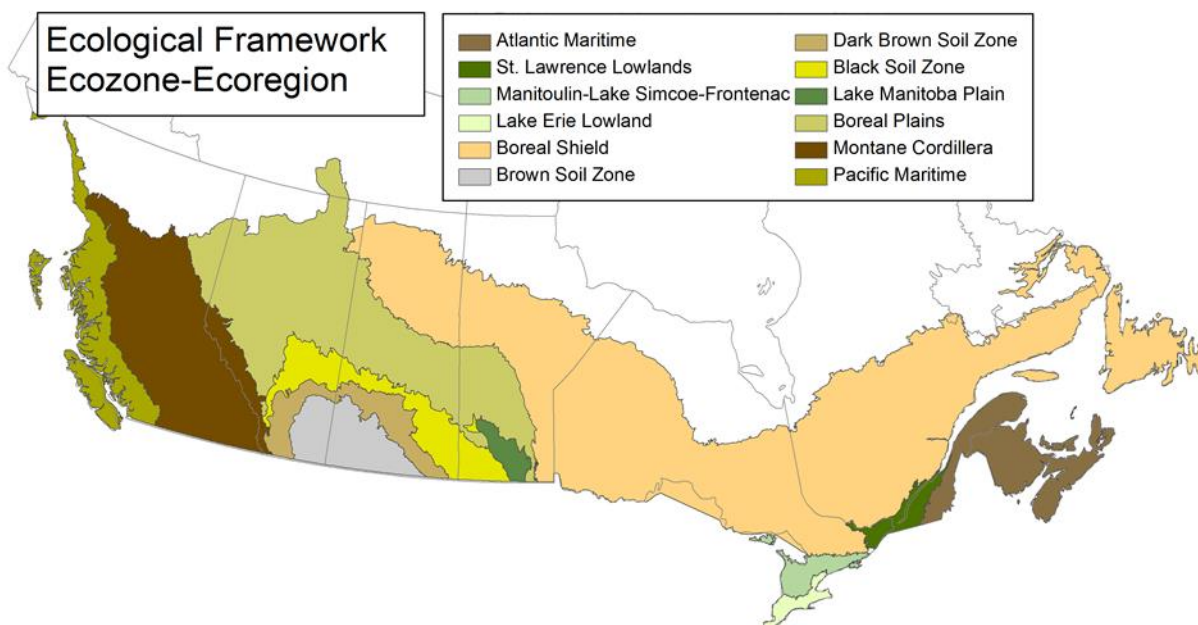 Ecological Framework
Ecozone-Ecoregion
Atlantic Maritime
St. Lawrence Lowlands
Manitoulin-Lake Simcoe-Frontenac
Lake Erie Lowland
Boreal Shield
Brown Soil Zone
Dark Brown Soil Zone
Black Soil Zone
Lake Manitoba Plain
Boreal Plains
Montane Cordillera
Pacific Maritime